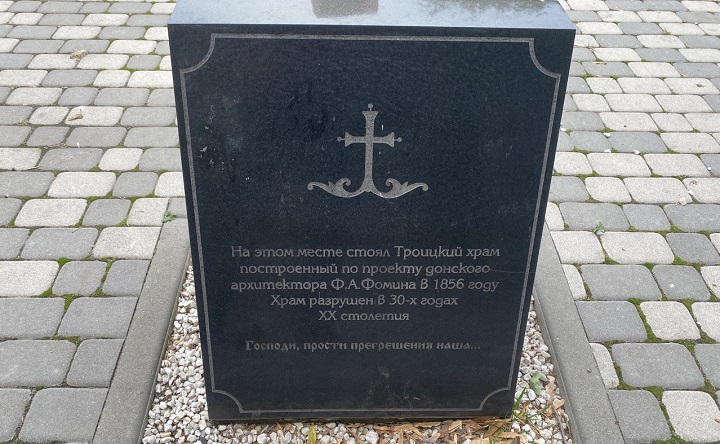 На этом месте стоял Троицкий храм
построенный по проекту донского
архитектора Ф.А.Фомина в 1856 году
Храм разрушен в 30-х годах
XX столетия
Господи, прости прегрешения наша...